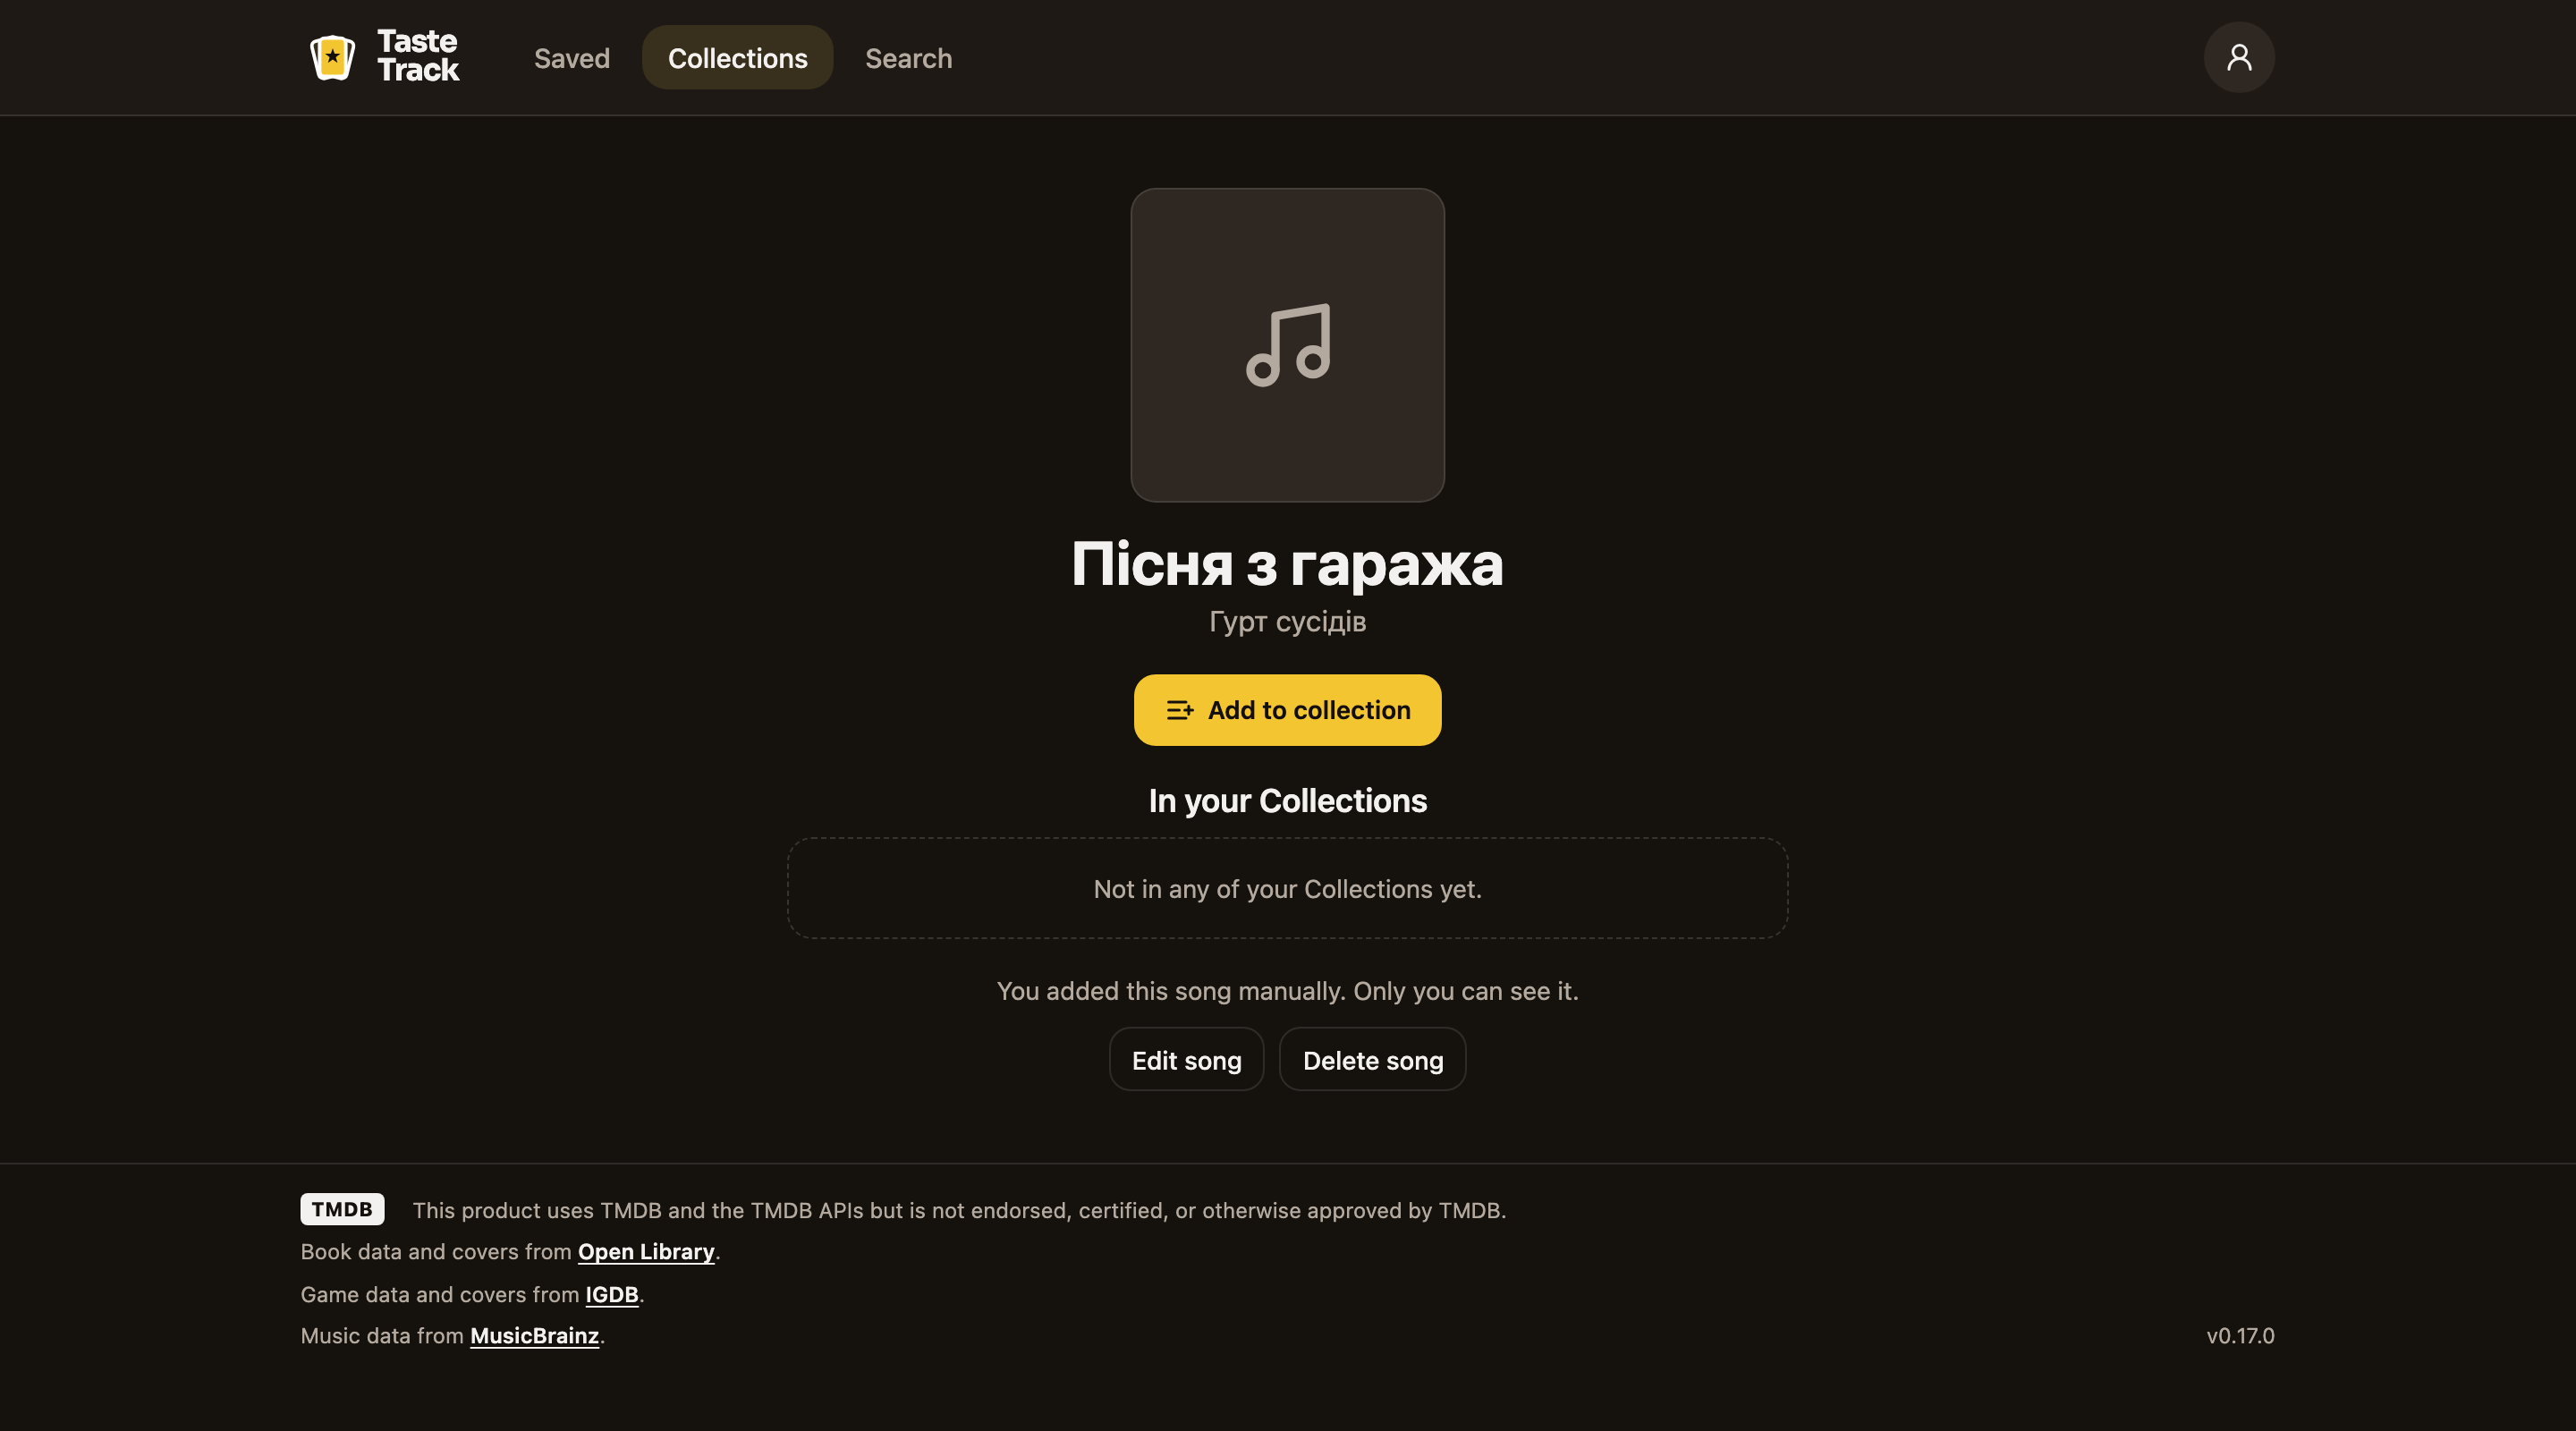 Taste
Track
Saved
Collections
Search
Пісня з гаража
Гурт сусідів
Add to collection
In your Collections
Not in any of your Collections yet.
You added this song manually. Only you can see it.
Edit song
Delete song
TMDB This product uses TMDB and the TMDB APIs but is not endorsed, certified, or otherwise approved by TMDB.
Book data and covers from Open Library.
Game data and covers from IGDB.
Music data from MusicBrainz.
v0.17.0